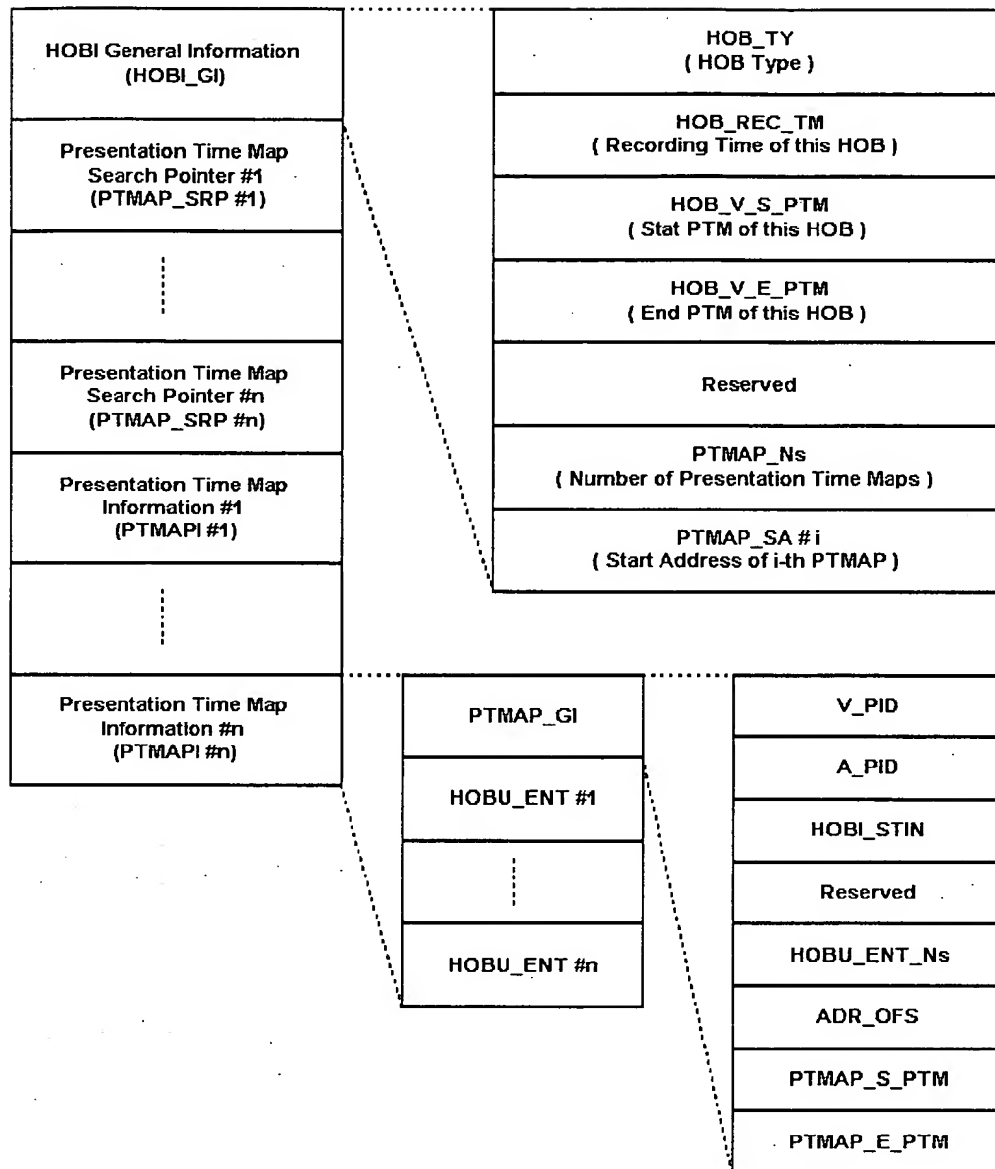 HOBI General Information
(HOBI_GI)
Presentation Time Map
Search Pointer #1
(PTMAP_SRP #1)
Presentation Time Map
Search Pointer #n
(PTMAP_SRP #n)
Presentation Time Map
Information #1
(PTMAPI #1)
Presentation Time Map
Information #n
(PTMAPI #n)
HOB_TY
( HOB Type )
HOB_REC_TM
( Recording Time of this HOB )
HOB_V_S_PTM
( Stat PTM of this HOB )
HOB_V_E_PTM
( End PTM of this HOB )
Reserved
PTMAP_Ns
( Number of Presentation Time Maps )
PTMAP_SA # i
( Start Address of i-th PTMAP )
PTMAP_GI
HOBU_ENT #1
HOBU_ENT #n
V_PID
A_PID
HOBI_STIN
Reserved
HOBU_ENT_Ns
ADR_OFS
PTMAP_S_PTM
PTMAP_E_PTM